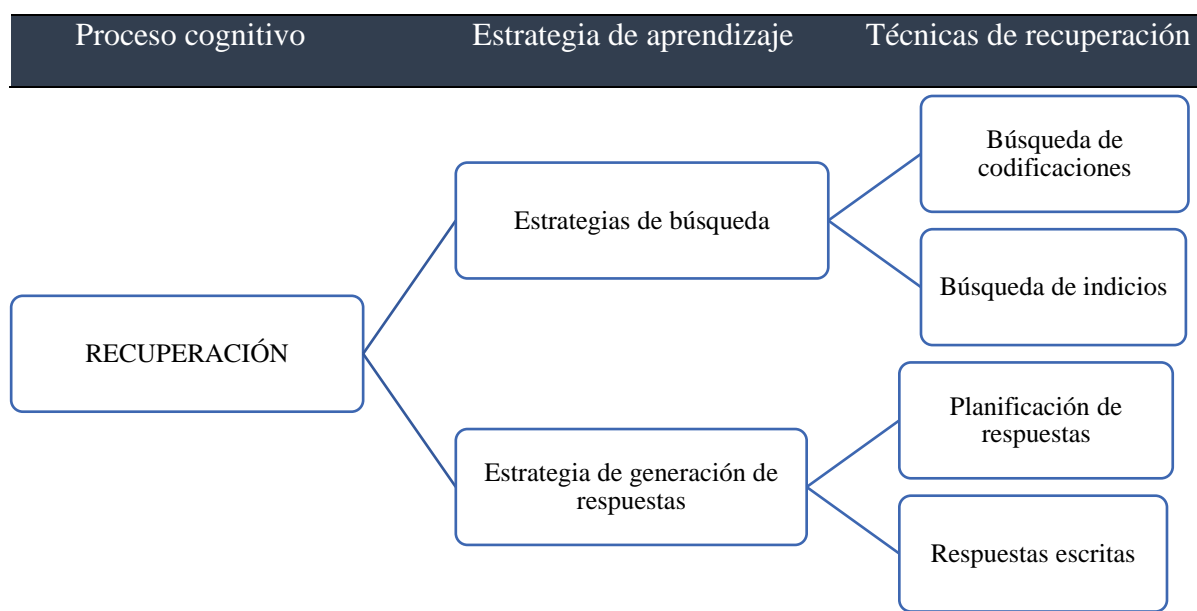 Proceso cognitivo
Estrategia de aprendizaje
Técnicas de recuperación
Búsqueda de
codificaciones
Estrategias de búsqueda
Búsqueda de indicios
RECUPERACIÓN
Planificación de
respuestas
Estrategia de generación de
respuestas
Respuestas escritas